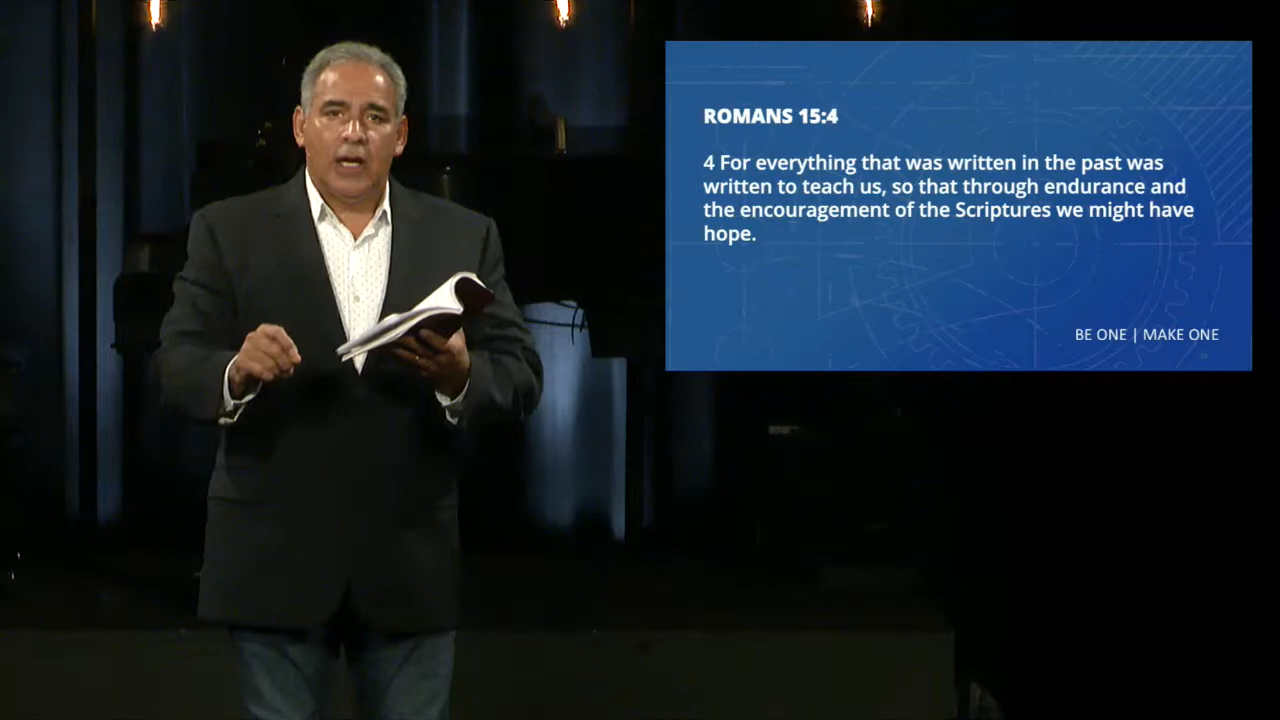 ROMANS 15:4
4 For everything that was written in the past was
written to teach us, so that through endurance and
the encouragement of the Scriptures we might have
hope.
BE ONE | MAKE ONE